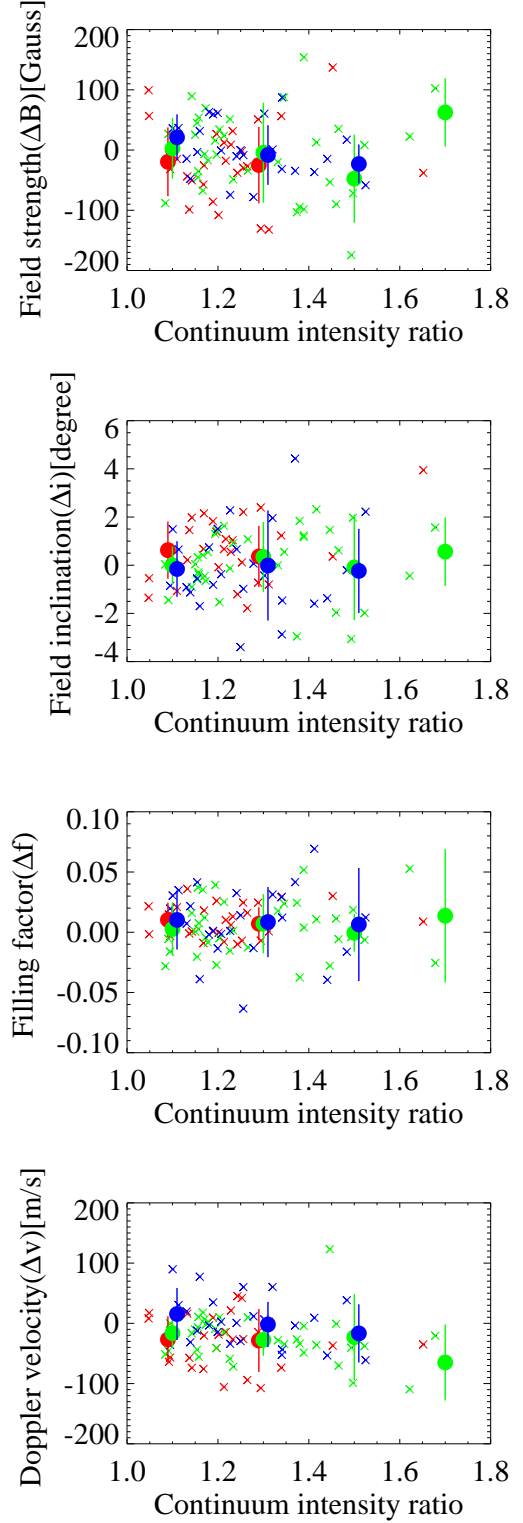 200
100
0
-100
-200
Field strength(ΔB)[Gauss]
1.0 1.2 1.4 1.6 1.8
Continuum intensity ratio
6
4
2
0
-2
-4
Field inclination(Δi)[degree]
1.0 1.2 1.4 1.6 1.8
Continuum intensity ratio
0.10
0.05
0.00
-0.05
-0.10
Filling factor(Δf)
1.0 1.2 1.4 1.6 1.8
Continuum intensity ratio
200
100
0
-100
-200
Doppler velocity(Δv)[m/s]
1.0 1.2 1.4 1.6 1.8
Continuum intensity ratio